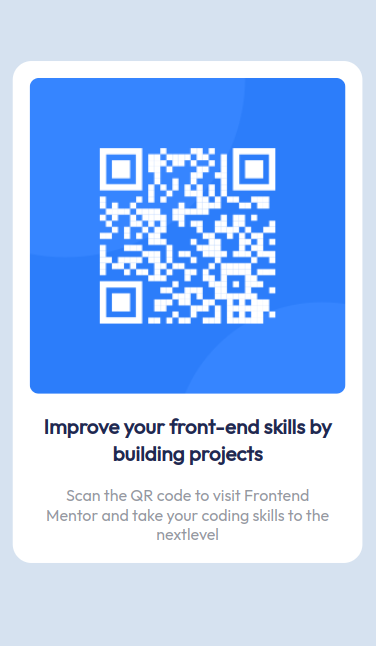 Improve your front-end skills by
building projects
Scan the QR code to visit Frontend
Mentor and take your coding skills to the
nextlevel